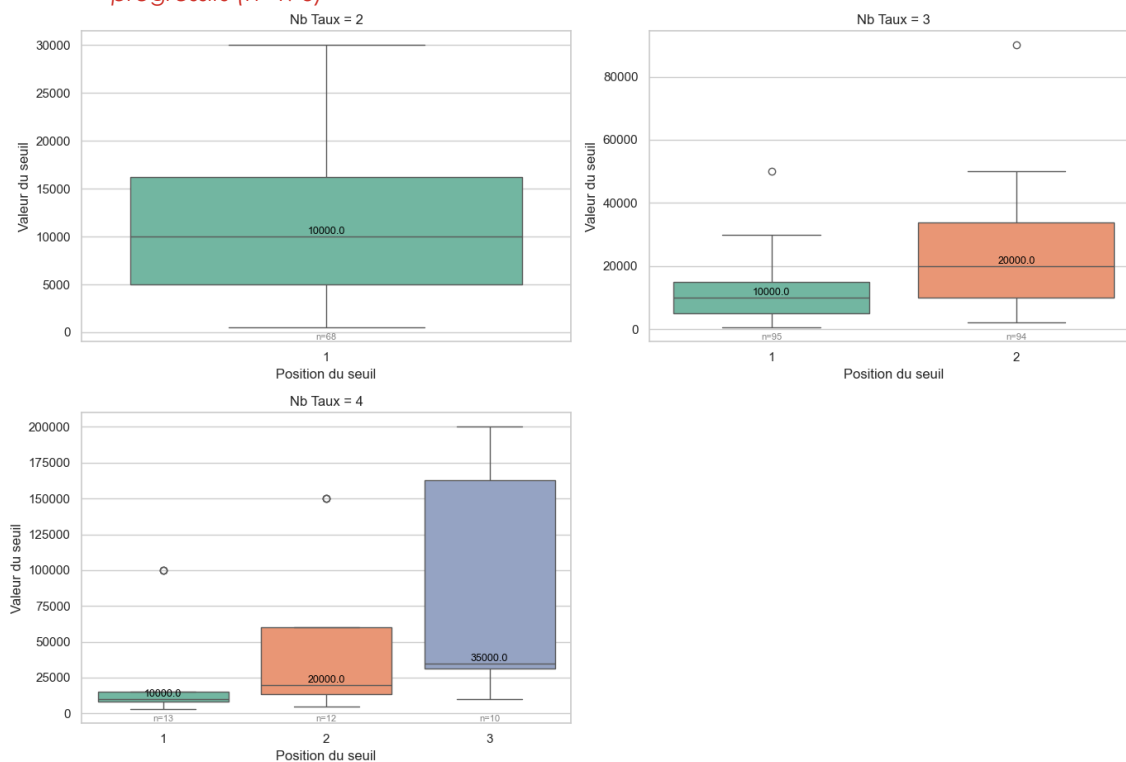 Nb Taux = 2
30000
25000
20000
15000
10000
5000
0
Valeur du seuil
10000.0
n=68
1
Position du seuil
Nb Taux = 3
80000
60000
40000
20000
0
Valeur du seuil
10000.0
20000.0
n=95
n=94
1
2
Position du seuil
Nb Taux = 4
200000
175000
150000
125000
100000
75000
50000
25000
0
Valeur du seuil
10000.0
20000.0
35000.0
n=13
n=12
n=10
1
2
3
Position du seuil